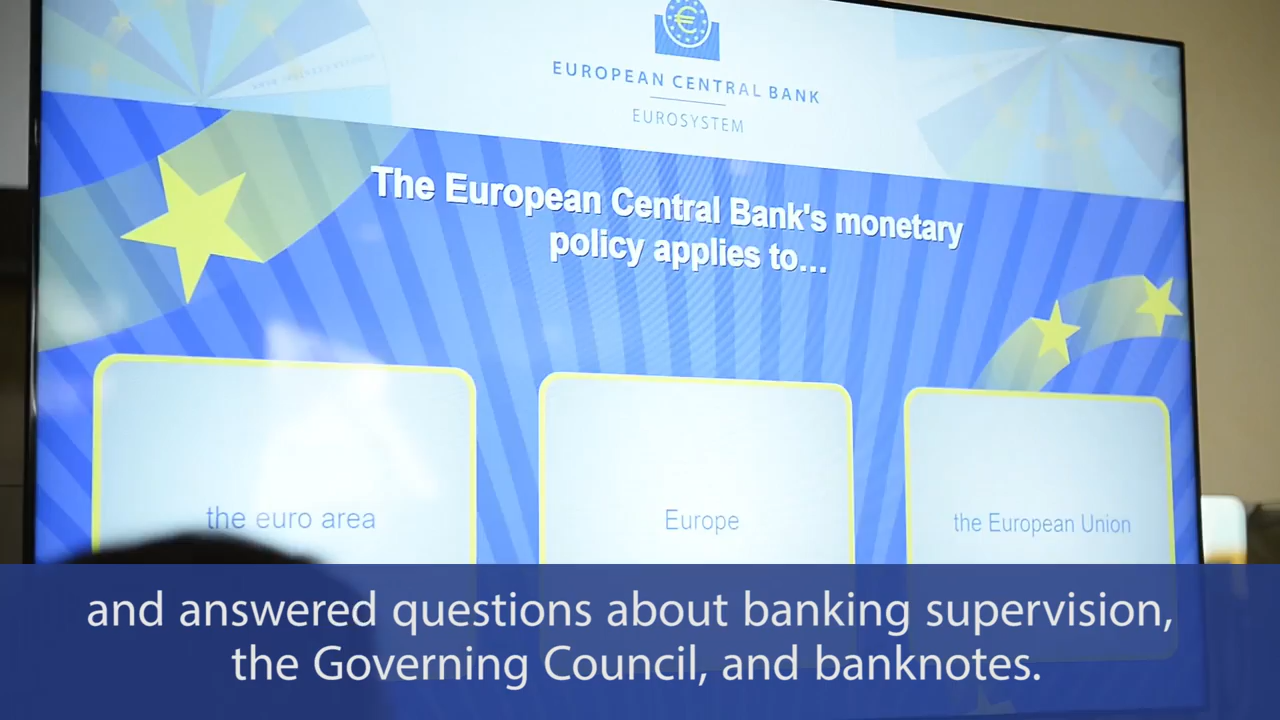 EUROPEAN CENTRAL BANK
EUROSYSTEM
The European Central Bank's monetary
policy applies to...
the euro area
Europe
the European Union
and answered questions about banking supervision,
the Governing Council, and banknotes.